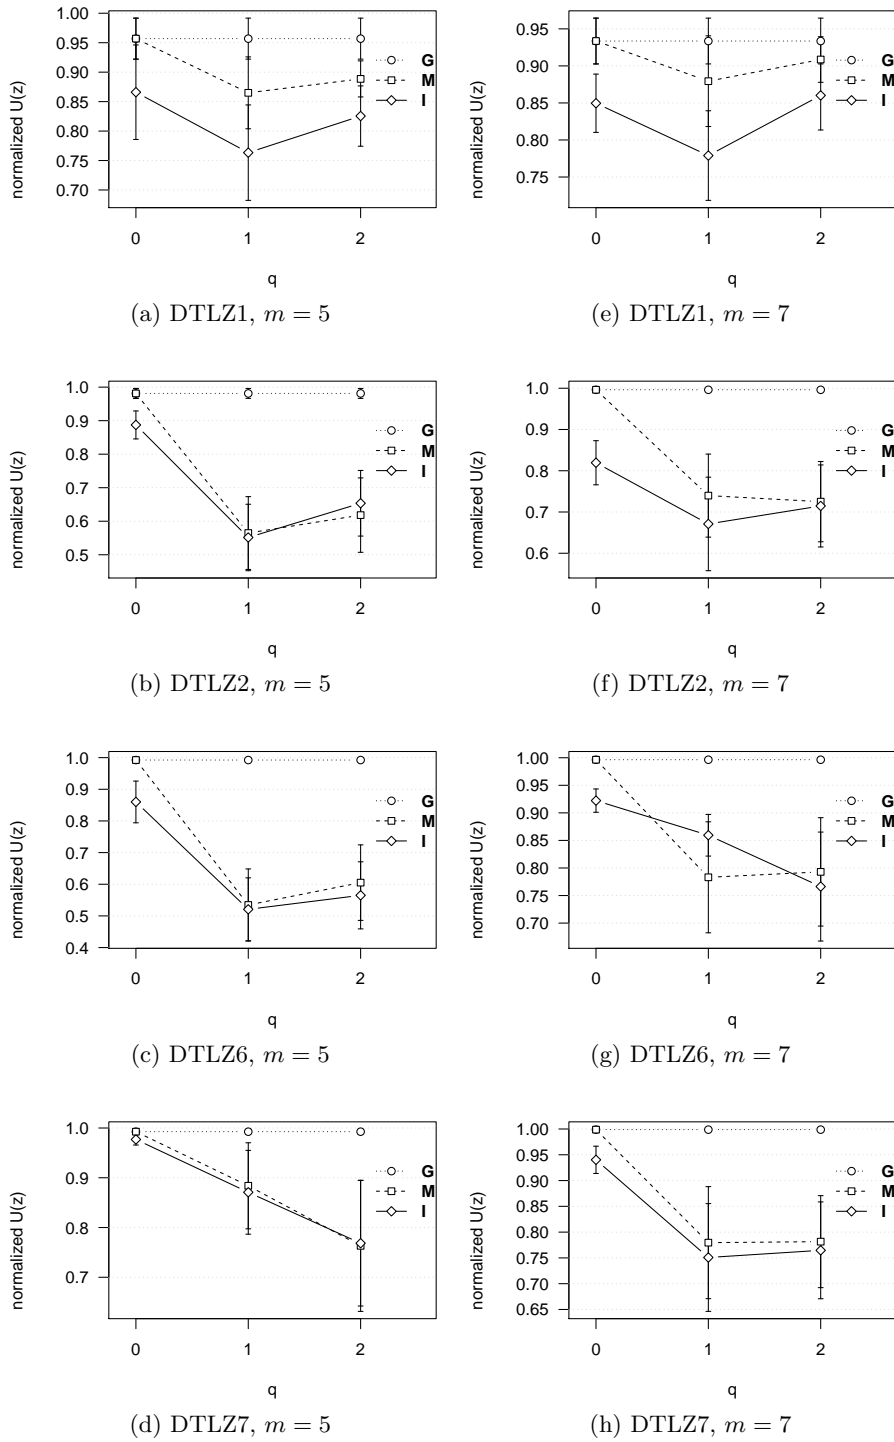 1.00
0.95
0.90
0.85
0.80
0.75
0.70
normalized U(z)
0 1 2
q
G
M
I
(a) DTLZ1, m = 5
0.95
0.90
0.85
0.80
0.75
normalized U(z)
0 1 2
q
G
M
I
(e) DTLZ1, m = 7
1.0
0.9
0.8
0.7
0.6
0.5
normalized U(z)
0 1 2
q
G
M
I
(b) DTLZ2, m = 5
1.0
0.9
0.8
0.7
0.6
normalized U(z)
0 1 2
q
G
M
I
(f) DTLZ2, m = 7
1.0
0.9
0.8
0.7
0.6
0.5
0.4
normalized U(z)
0 1 2
q
G
M
I
(c) DTLZ6, m = 5
1.00
0.95
0.90
0.85
0.80
0.75
0.70
normalized U(z)
0 1 2
q
G
M
I
(g) DTLZ6, m = 7
1.0
0.9
0.8
0.7
normalized U(z)
0 1 2
q
G
M
I
(d) DTLZ7, m = 5
1.00
0.95
0.90
0.85
0.80
0.75
0.70
0.65
normalized U(z)
0 1 2
q
G
M
I
(h) DTLZ7, m = 7